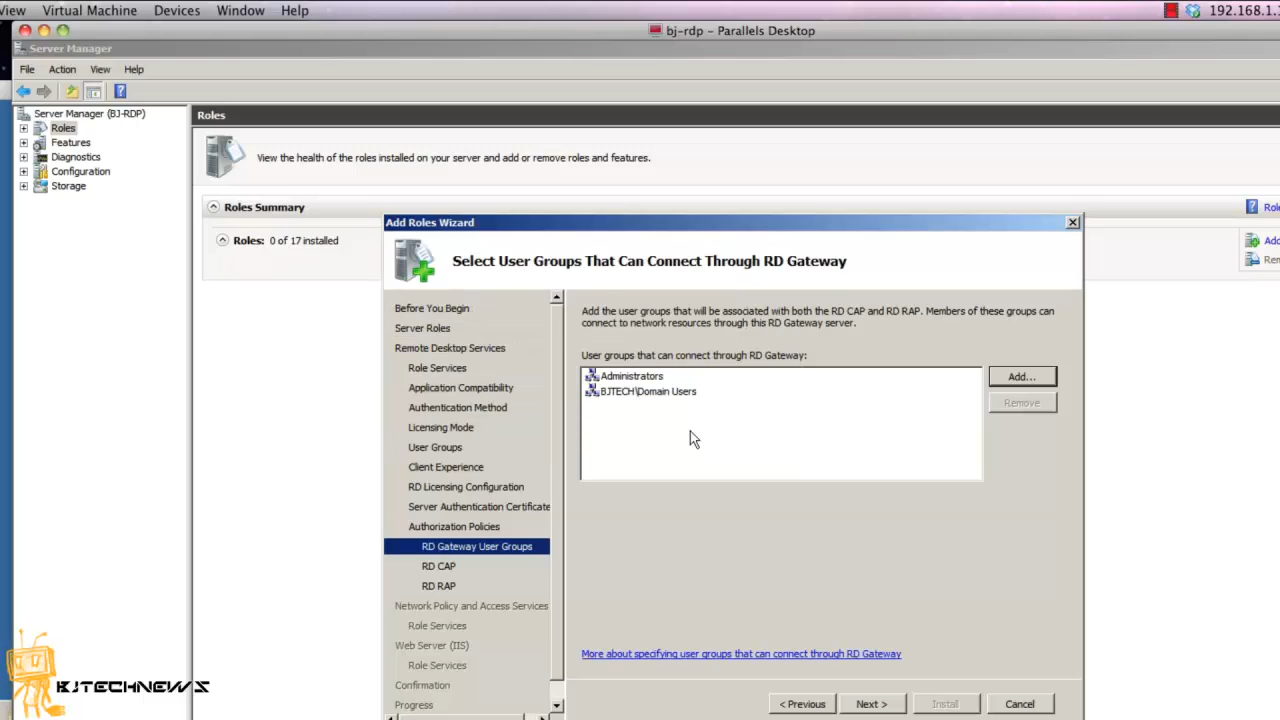 View Virtual Machine Devices Window Help 192.168.1.1
bj-rdp – Parallels Desktop
Server Manager
File Action View Help
Server Manager (BJ-RDP)
Roles
Features
Diagnostics
Configuration
Storage
Roles
View the health of the roles installed on your server and add or remove roles and features.
Roles Summary
Roles: 0 of 17 installed
Add Roles Wizard
Select User Groups That Can Connect Through RD Gateway
Before You Begin
Server Roles
Remote Desktop Services
Role Services
Application Compatibility
Authentication Method
Licensing Mode
User Groups
Client Experience
RD Licensing Configuration
Server Authentication Certificate
Authorization Policies
RD Gateway User Groups
RD CAP
RD RAP
Network Policy and Access Services
Role Services
Web Server (IIS)
Role Services
Confirmation
Progress
Add the user groups that will be associated with both the RD CAP and RD RAP. Members of these groups can
connect to network resources through this RD Gateway server.
User groups that can connect through RD Gateway:
Administrators
BJTECH\Domain Users
Add...
Remove
More about specifying user groups that can connect through RD Gateway
< Previous Next > Install Cancel
BJTECHNEWS